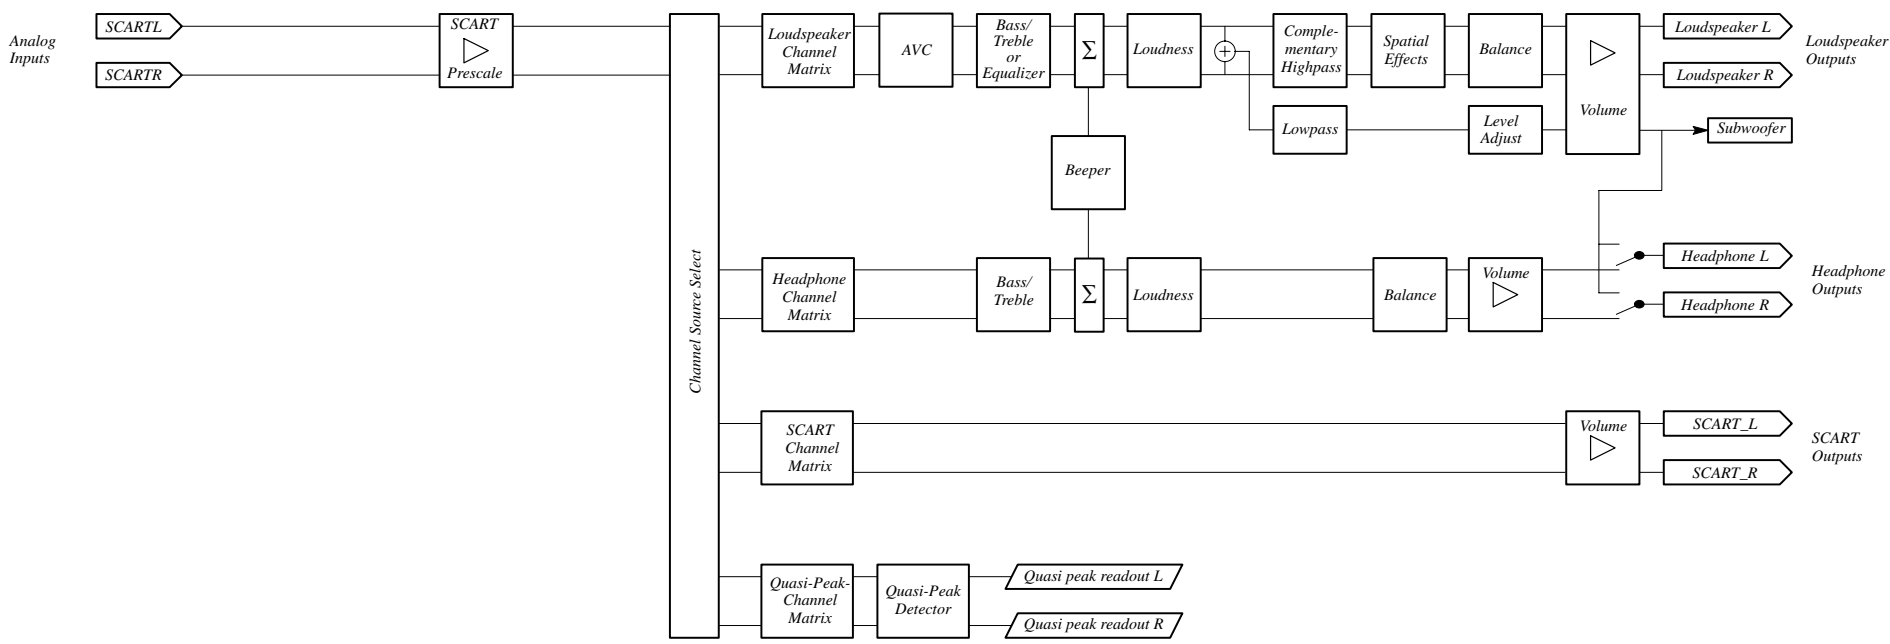 Analog
Inputs
SCARTL
SCARTR
SCART
Prescale
Channel Source Select
Loudspeaker
Channel
Matrix
AVC
Bass/
Treble
or
Equalizer
Σ
Loudness
+
Comple-
mentary
Highpass
Spatial
Effects
Balance
Volume
Loudspeaker L
Loudspeaker R
Loudspeaker
Outputs
Lowpass
Level
Adjust
Subwoofer
Beeper
Headphone
Channel
Matrix
Bass/
Treble
Σ
Loudness
Balance
Volume
Headphone L
Headphone R
Headphone
Outputs
SCART
Channel
Matrix
Volume
SCART_L
SCART_R
SCART
Outputs
Quasi-Peak-
Channel
Matrix
Quasi-Peak
Detector
Quasi peak readout L
Quasi peak readout R